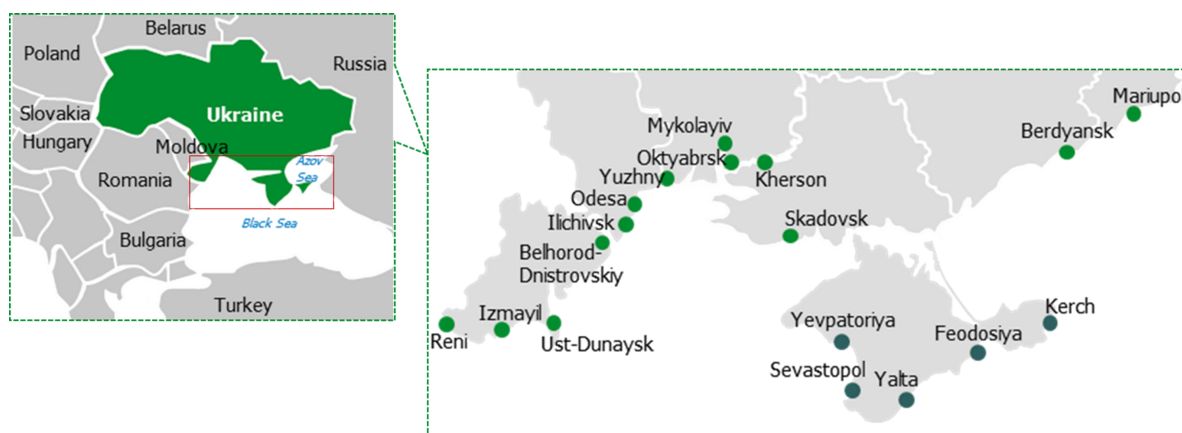 Belarus
Poland
Russia
Slovakia
Ukraine
Hungary
Moldova
Azov
Sea
Romania
Black Sea
Bulgaria
Turkey
Mariupol
Mykolayiv
Berdyansk
Oktyabrsk
Yuzhny
Kherson
Odesa
Ilichivsk
Skadovsk
Belhorod-
Dnistrovskiy
Izmayil
Reni
Ust-Dunaysk
Kerch
Yevpatoriya
Feodosiya
Sevastopol
Yalta